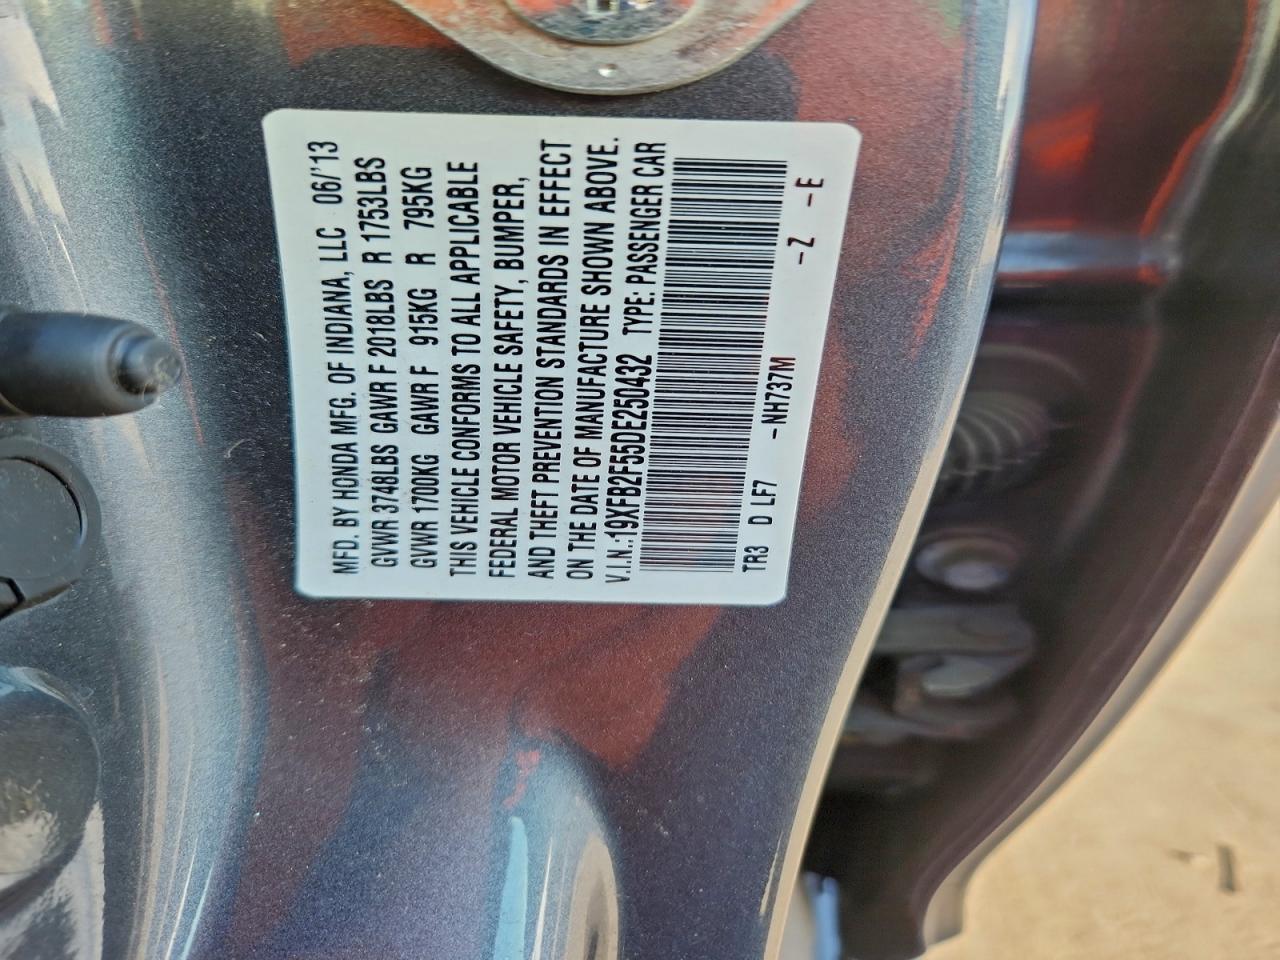 MFD. BY HONDA MFG. OF INDIANA, LLC 06/'13
GVWR 3748LBS GAWR F 2018LBS R 1753LBS
GVWR 1700KG GAWR F 915KG R 795KG
THIS VEHICLE CONFORMS TO ALL APPLICABLE
FEDERAL MOTOR VEHICLE SAFETY, BUMPER,
AND THEFT PREVENTION STANDARDS IN EFFECT
ON THE DATE OF MANUFACTURE SHOWN ABOVE.
V.I.N.:19XFB2F55DE250432 TYPE: PASSENGER CAR
TR3 D LF7 -NH737M -Z -E